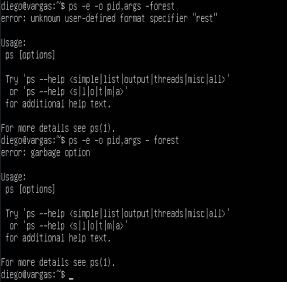 diego@vargas:~$ ps -e -o pid,args -forest
error: unknown user-defined format specifier "rest"
Usage:
ps [options]
Try 'ps --help <simple|list|output|threads|misc|all>'
or 'ps --help <s|l|o|t|m|a>'
for additional help text.
For more details see ps(1).
diego@vargas:~$ ps -e -o pid,args - forest
error: garbage option
Usage:
ps [options]
Try 'ps --help <simple|list|output|threads|misc|all>'
or 'ps --help <s|l|o|t|m|a>'
for additional help text.
For more details see ps(1).
diego@vargas:~$ _